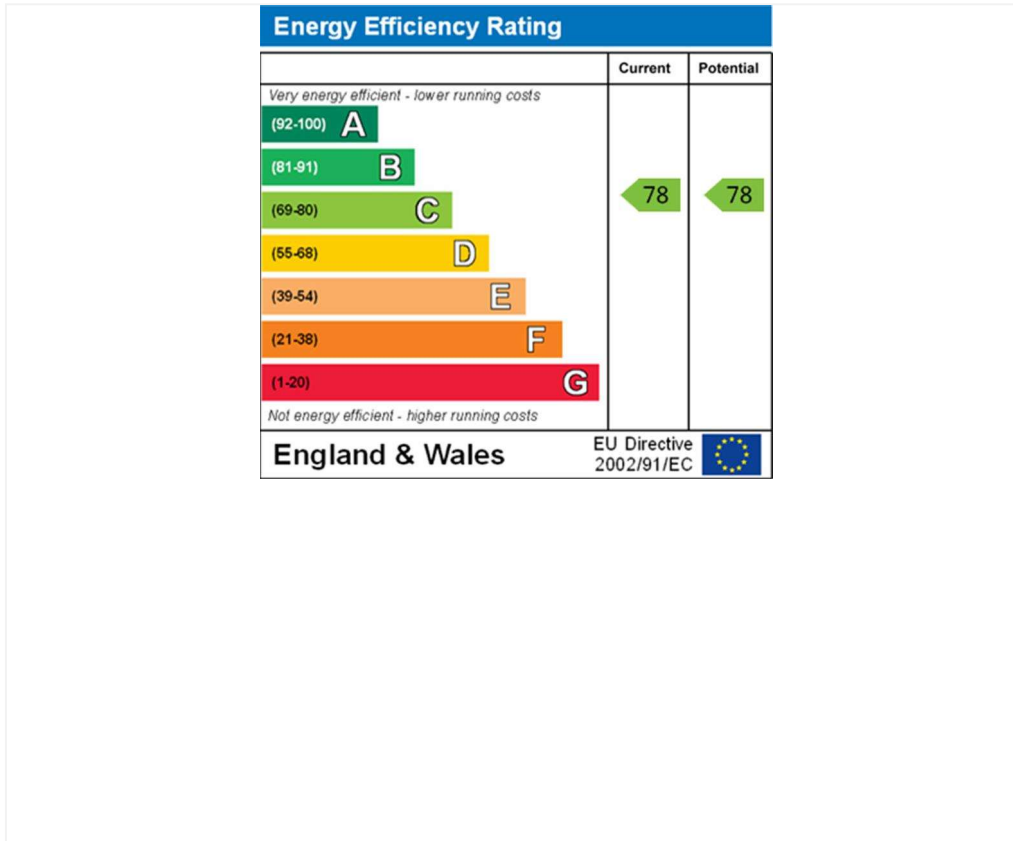 Energy Efficiency Rating
Current Potential
Very energy efficient - lower running costs
(92-100) A
(81-91) B
(69-80) C
78 78
(55-68) D
(39-54) E
(21-38) F
(1-20) G
Not energy efficient - higher running costs
England & Wales
EU Directive
2002/91/EC